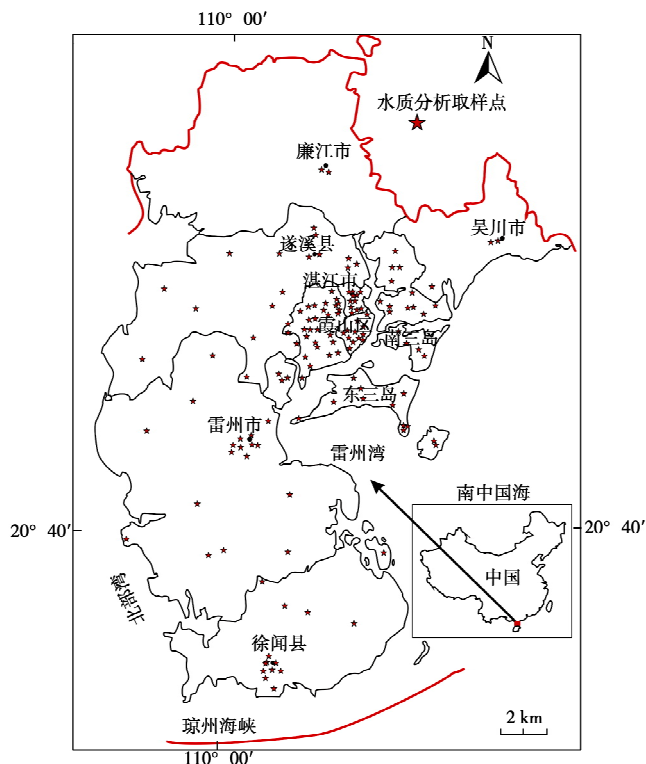 110° 00′
N
水质分析取样点
廉江市
吴川市
遂溪县
湛江市
霞山区
南三岛
东三岛
雷州市
雷州湾
南中国海
20° 40′
20° 40′
中国
北部湾
徐闻县
琼州海峡
2 km
110° 00′